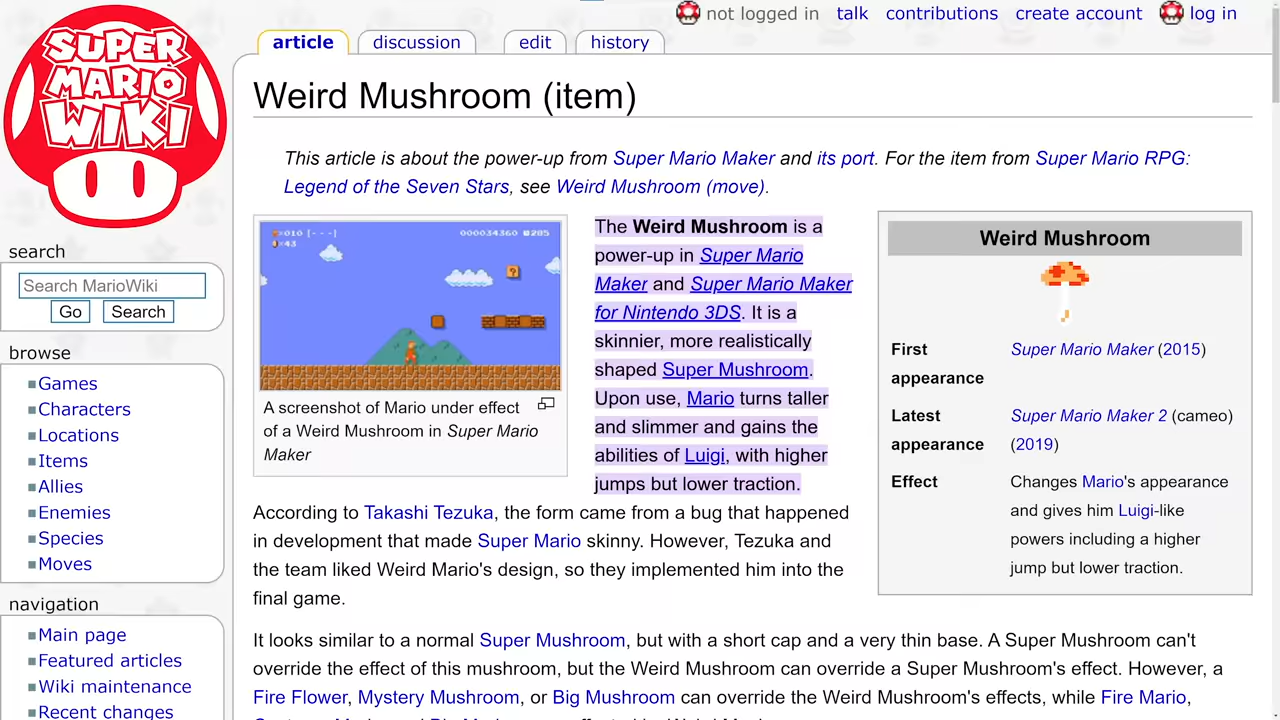 not logged in talk contributions create account log in
SUPER
MARIO
WIKI
article discussion edit history
Weird Mushroom (item)
This article is about the power-up from Super Mario Maker and its port. For the item from Super Mario RPG:
Legend of the Seven Stars, see Weird Mushroom (move).
search
Search MarioWiki
Go Search
browse
Games
Characters
Locations
Items
Allies
Enemies
Species
Moves
navigation
Main page
Featured articles
Wiki maintenance
Recent changes
000034360 285
A screenshot of Mario under effect
of a Weird Mushroom in Super Mario
Maker
The Weird Mushroom is a
power-up in Super Mario
Maker and Super Mario Maker
for Nintendo 3DS. It is a
skinnier, more realistically
shaped Super Mushroom.
Upon use, Mario turns taller
and slimmer and gains the
abilities of Luigi, with higher
jumps but lower traction.
Weird Mushroom
First
appearance
Super Mario Maker (2015)
Latest
appearance
Super Mario Maker 2 (cameo)
(2019)
Effect
Changes Mario's appearance
and gives him Luigi-like
powers including a higher
jump but lower traction.
According to Takashi Tezuka, the form came from a bug that happened
in development that made Super Mario skinny. However, Tezuka and
the team liked Weird Mario's design, so they implemented him into the
final game.
It looks similar to a normal Super Mushroom, but with a short cap and a very thin base. A Super Mushroom can't
override the effect of this mushroom, but the Weird Mushroom can override a Super Mushroom's effect. However, a
Fire Flower, Mystery Mushroom, or Big Mushroom can override the Weird Mushroom's effects, while Fire Mario,